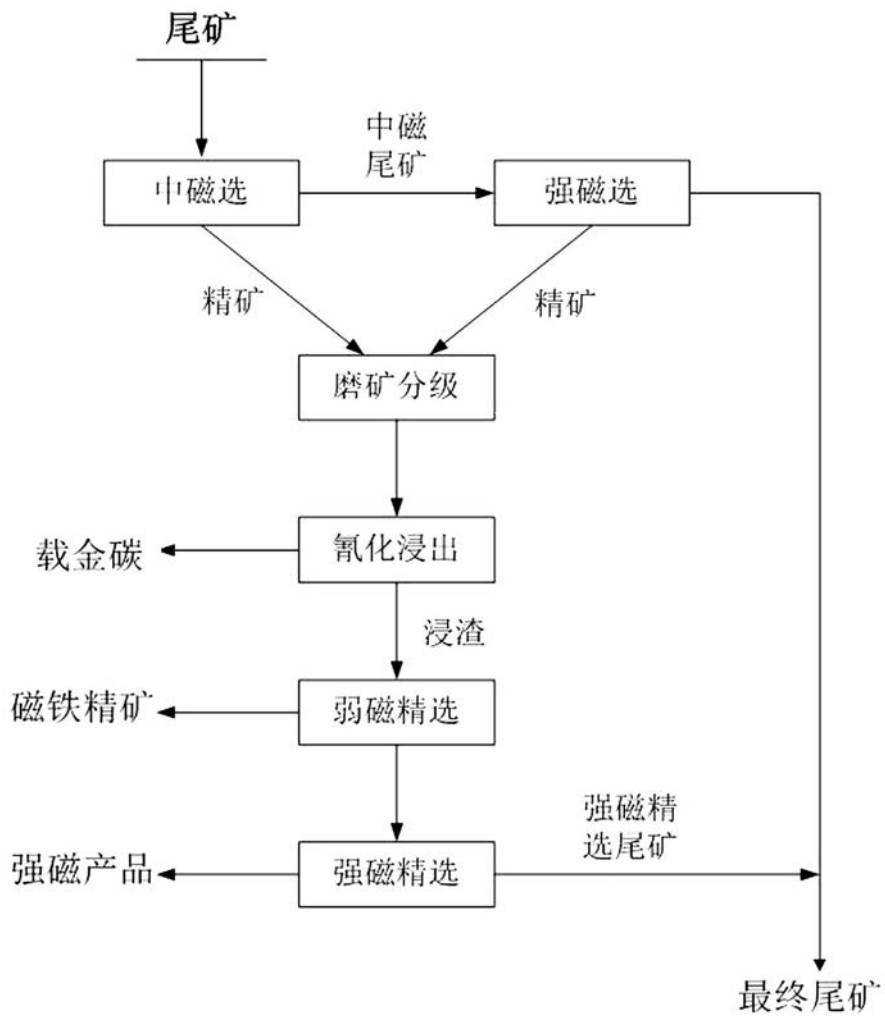 尾矿
中磁
尾矿
中磁选
强磁选
精矿
精矿
磨矿分级
载金碳
氰化浸出
浸渣
磁铁精矿
弱磁精选
强磁精
选尾矿
强磁产品
强磁精选
最终尾矿